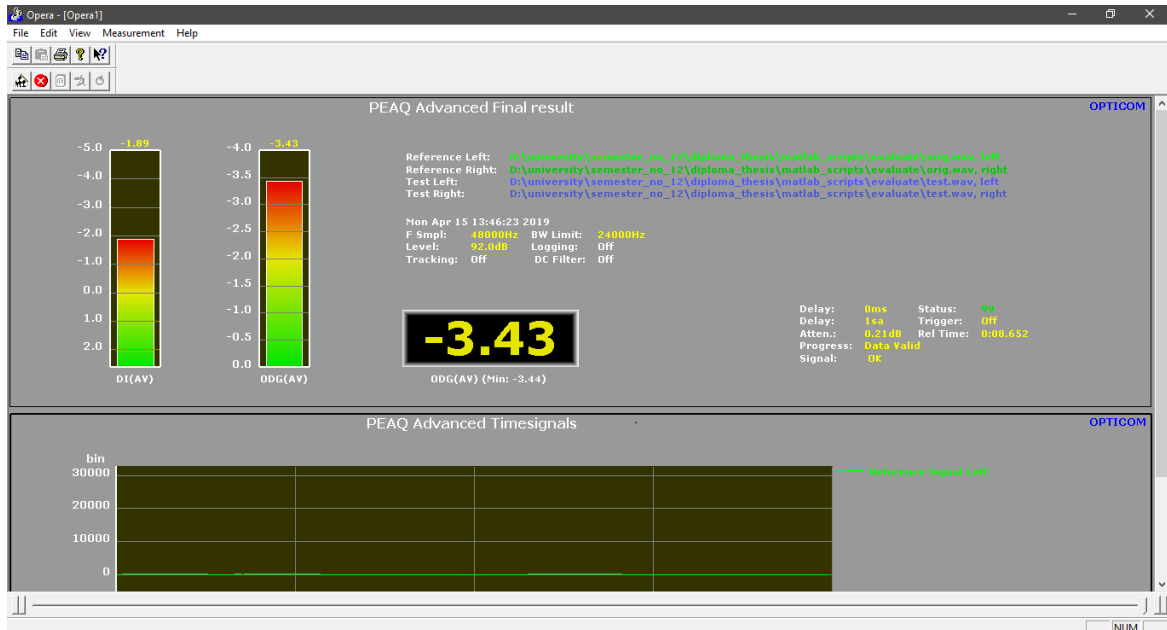 Opera - [Opera1]
File Edit View Measurement Help
PEAQ Advanced Final result
OPTICOM
-5.0 -1.89
-4.0
-3.0
-2.0
-1.0
0.0
1.0
2.0
DI(AV)
-4.0 -3.43
-3.5
-3.0
-2.5
-2.0
-1.5
-1.0
-0.5
0.0
ODG(AV)
Reference Left: D:\university\semester_no_12\diploma_thesis\matlab_scripts\evaluate\orig.wav, left
Reference Right: D:\university\semester_no_12\diploma_thesis\matlab_scripts\evaluate\orig.wav, right
Test Left: D:\university\semester_no_12\diploma_thesis\matlab_scripts\evaluate\test.wav, left
Test Right: D:\university\semester_no_12\diploma_thesis\matlab_scripts\evaluate\test.wav, right
Mon Apr 15 13:46:23 2019
F Smpl: 48000Hz BW Limit: 24000Hz
Level: 92.0dB Logging: Off
Tracking: Off DC Filter: Off
-3.43
ODG(AV) (Min: -3.44)
Delay: 0ms Status: 99
Delay: 1sa Trigger: Off
Atten.: 0.21dB Rel Time: 0:08.652
Progress: Data Valid
Signal: OK
PEAQ Advanced Timesignals
OPTICOM
bin
30000
20000
10000
0
Reference Signal Left
NUM